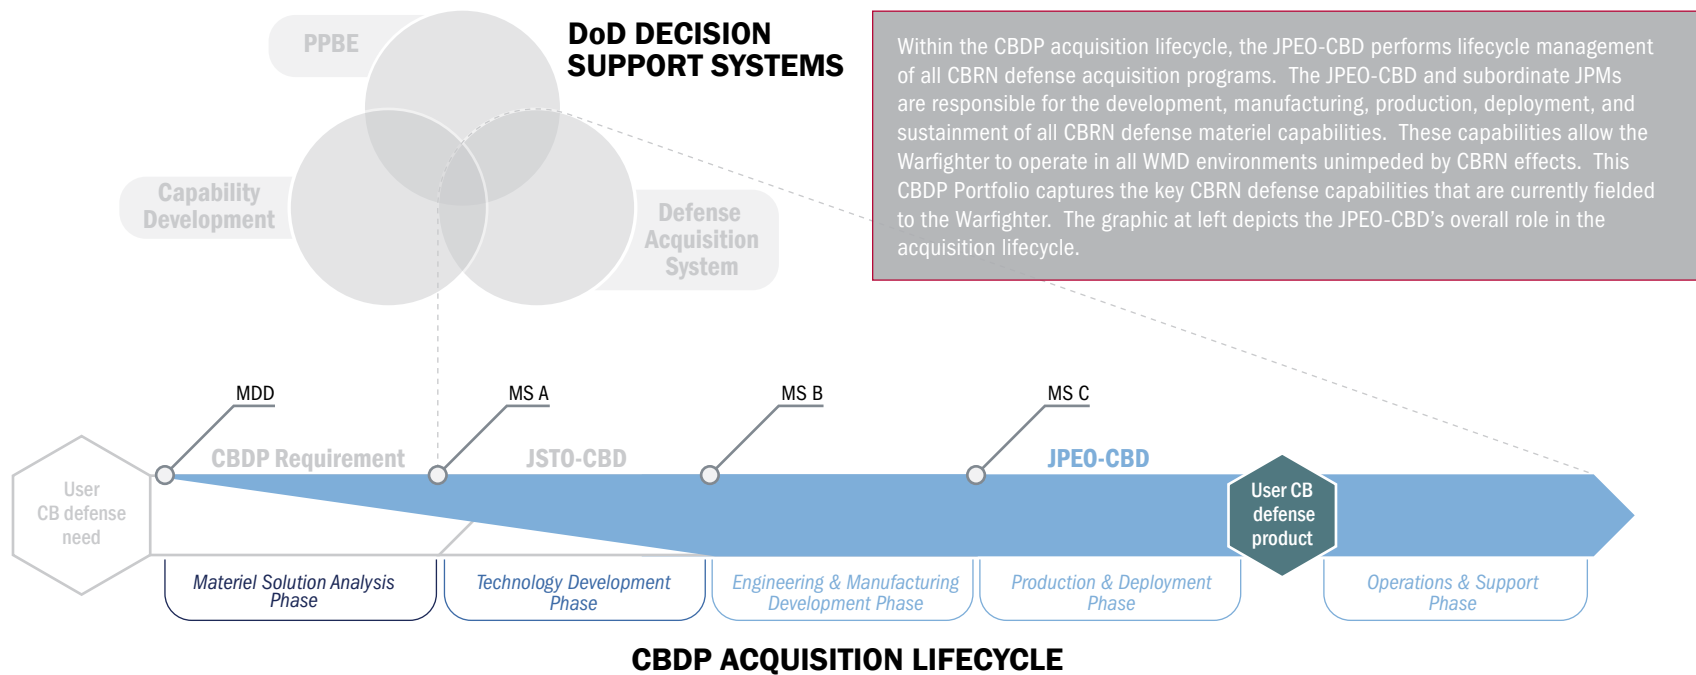 PPBE
DoD DECISION
SUPPORT SYSTEMS
Capability
Development
Defense
Acquisition
System
Within the CBDP acquisition lifecycle, the JPEO-CBD performs lifecycle management
of all CBRN defense acquisition programs.  The JPEO-CBD and subordinate JPMs
are responsible for the development, manufacturing, production, deployment, and
sustainment of all CBRN defense materiel capabilities.  These capabilities allow the
Warfighter to operate in all WMD environments unimpeded by CBRN effects.  This
CBDP Portfolio captures the key CBRN defense capabilities that are currently fielded
to the Warfighter.  The graphic at left depicts the JPEO-CBD's overall role in the
acquisition lifecycle.
MDD
MS A
MS B
MS C
CBDP Requirement
JSTO-CBD
JPEO-CBD
User
CB defense
need
User CB
defense
product
Materiel Solution Analysis
Phase
Technology Development
Phase
Engineering & Manufacturing
Development Phase
Production & Deployment
Phase
Operations & Support
Phase
CBDP ACQUISITION LIFECYCLE